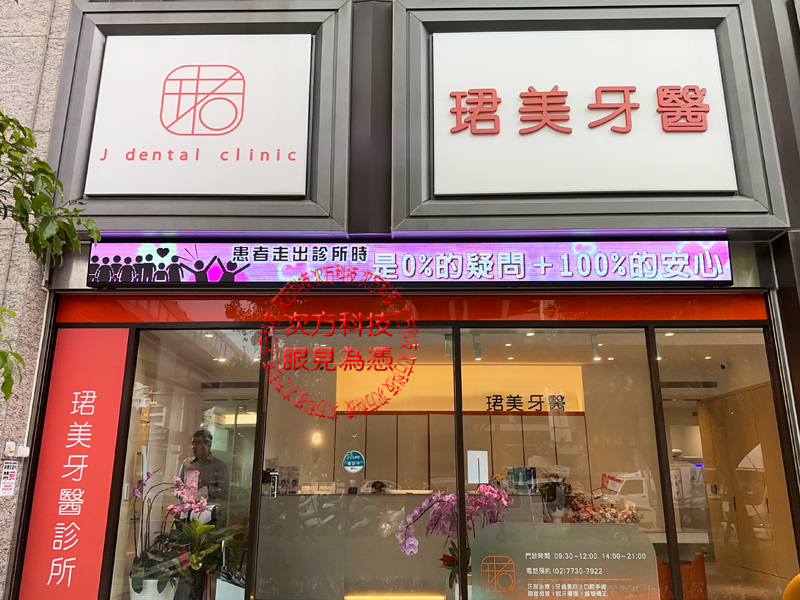 J dental clinic
珺美牙醫
患者走出診所時
是0%的疑問+100%的安心
次方科技
眼見為憑
珺美牙醫
珺美牙醫診所
門診時間 09:30~12:00 14:00~21:00
電話預約 (02)7730-7922